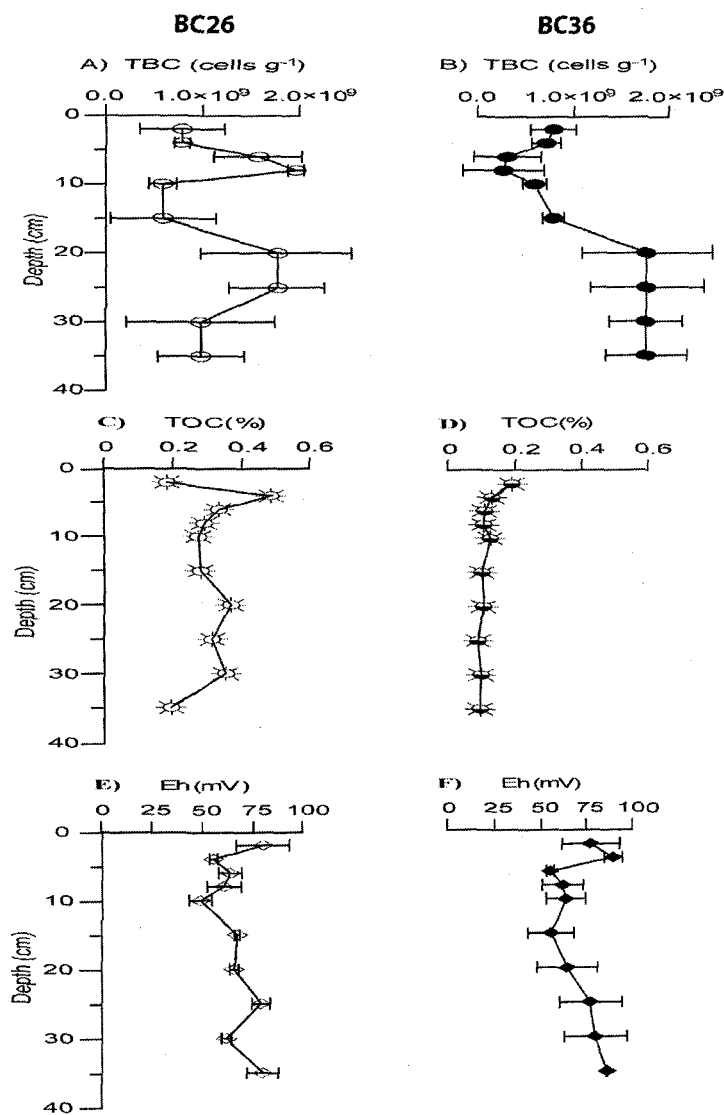 BC26 BC36
A) TBC (cells g⁻¹) B) TBC (cells g⁻¹)
0.0 1.0×10⁹ 2.0×10⁹ 0.0 1.0×10⁹ 2.0×10⁹
0
10
20
30
40
Depth (cm)
C) TOC(%) D) TOC(%)
0 0.2 0.4 0.6 0 0.2 0.4 0.6
0
10
20
30
40
Depth (cm)
E) Eh(mV) F) Eh(mV)
0 25 50 75 100 0 25 50 75 100
0
10
20
30
40
Depth (cm)